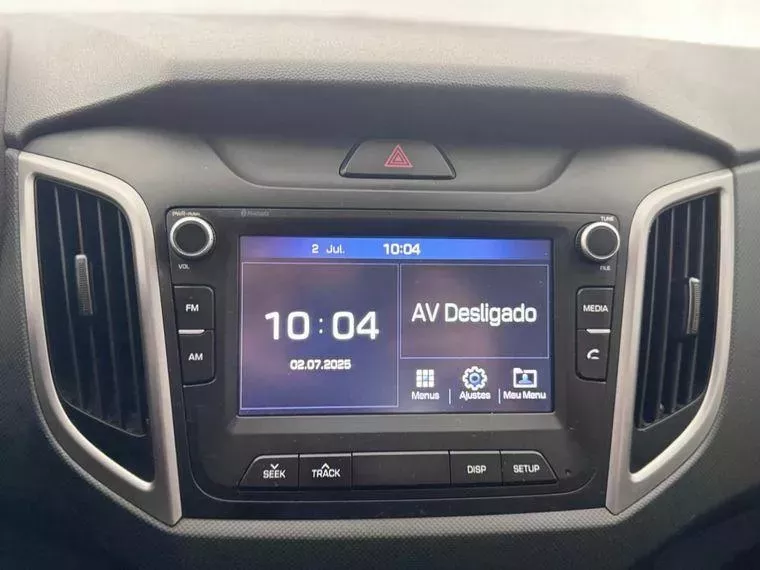 PWR
VOL
TUNE
FILE
2 Jul. 10:04
10:04
02.07.2025
AV Desligado
Menus
Ajustes
Meu Menu
FM
AM
MEDIA
SEEK
TRACK
DISP
SETUP